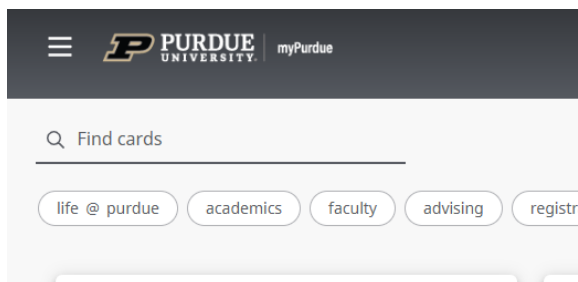 PURDUE UNIVERSITY. myPurdue
Find cards
life @ purdue academics faculty advising registr